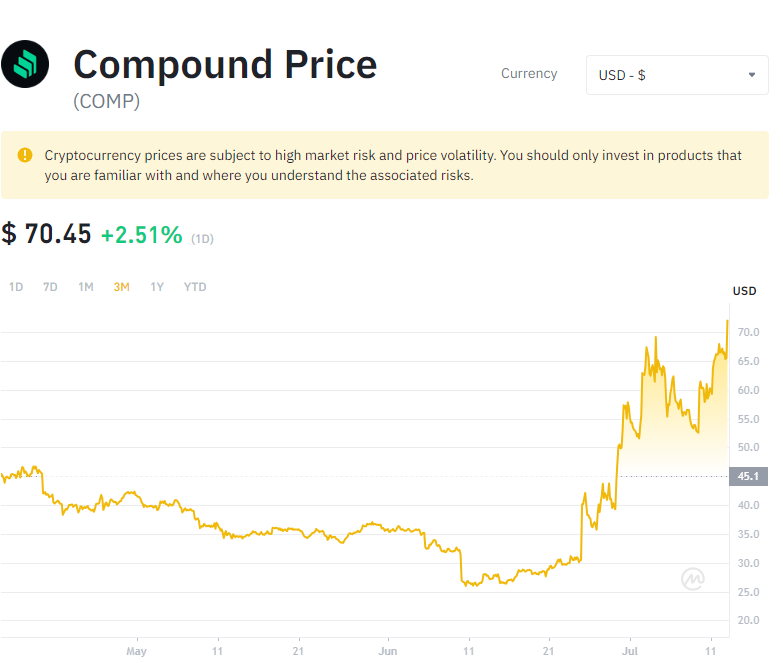 Compound Price
(COMP)
Currency
USD - $
Cryptocurrency prices are subject to high market risk and price volatility. You should only invest in products that
you are familiar with and where you understand the associated risks.
$ 70.45 +2.51% (1D)
1D 7D 1M 3M 1Y YTD
USD
70.0
65.0
60.0
55.0
50.0
45.1
40.0
35.0
30.0
25.0
20.0
May 11 21 Jun 11 21 Jul 11